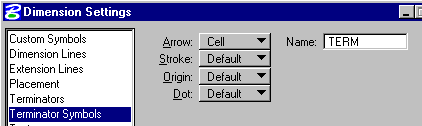 Dimension Settings
Custom Symbols
Dimension Lines
Extension Lines
Placement
Terminators
Terminator Symbols
Arrow: Cell Name: TERM
Stroke: Default
Origin: Default
Dot: Default